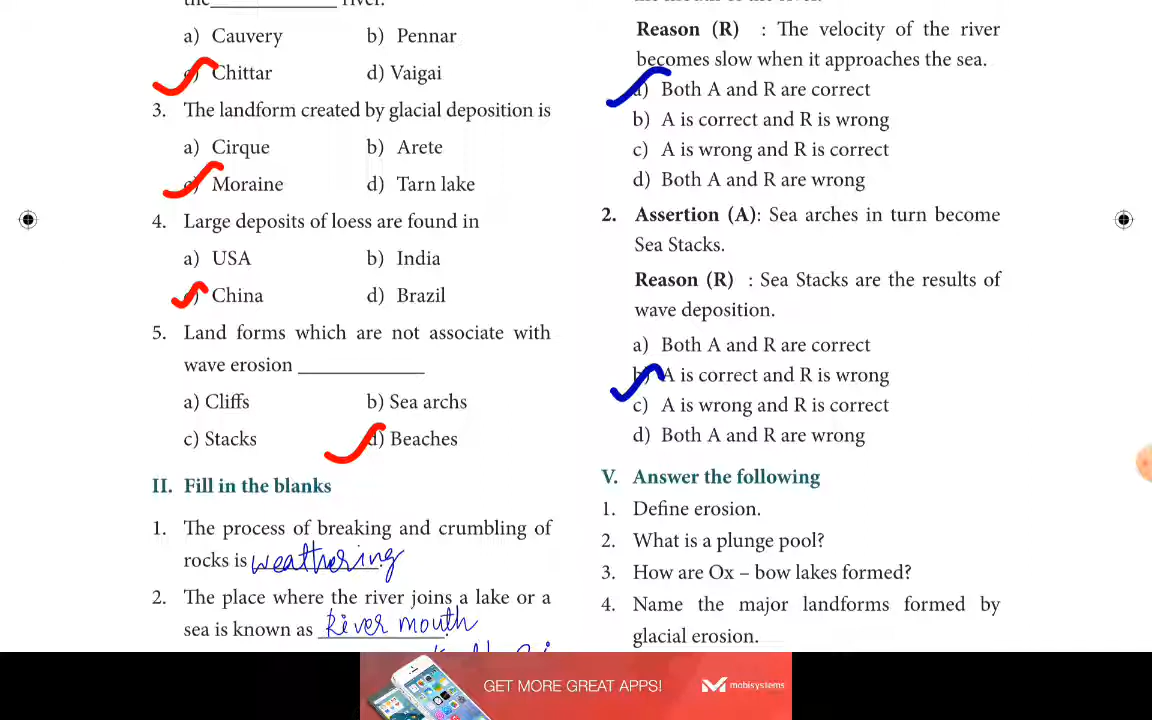 the____________ river.
a) Cauvery b) Pennar
Chittar d) Vaigai
3. The landform created by glacial deposition is
a) Cirque b) Arete
Moraine d) Tarn lake
4. Large deposits of loess are found in
a) USA b) India
China d) Brazil
5. Land forms which are not associate with
wave erosion ____________
a) Cliffs b) Sea archs
c) Stacks d) Beaches
II. Fill in the blanks
1. The process of breaking and crumbling of
rocks is weathering
2. The place where the river joins a lake or a
sea is known as River mouth
the mouth of the river.
Reason (R) : The velocity of the river
becomes slow when it approaches the sea.
a) Both A and R are correct
b) A is correct and R is wrong
c) A is wrong and R is correct
d) Both A and R are wrong
2. Assertion (A): Sea arches in turn become
Sea Stacks.
Reason (R) : Sea Stacks are the results of
wave deposition.
a) Both A and R are correct
b) A is correct and R is wrong
c) A is wrong and R is correct
d) Both A and R are wrong
V. Answer the following
1. Define erosion.
2. What is a plunge pool?
3. How are Ox – bow lakes formed?
4. Name the major landforms formed by
glacial erosion.
GET MORE GREAT APPS!
mobisystems